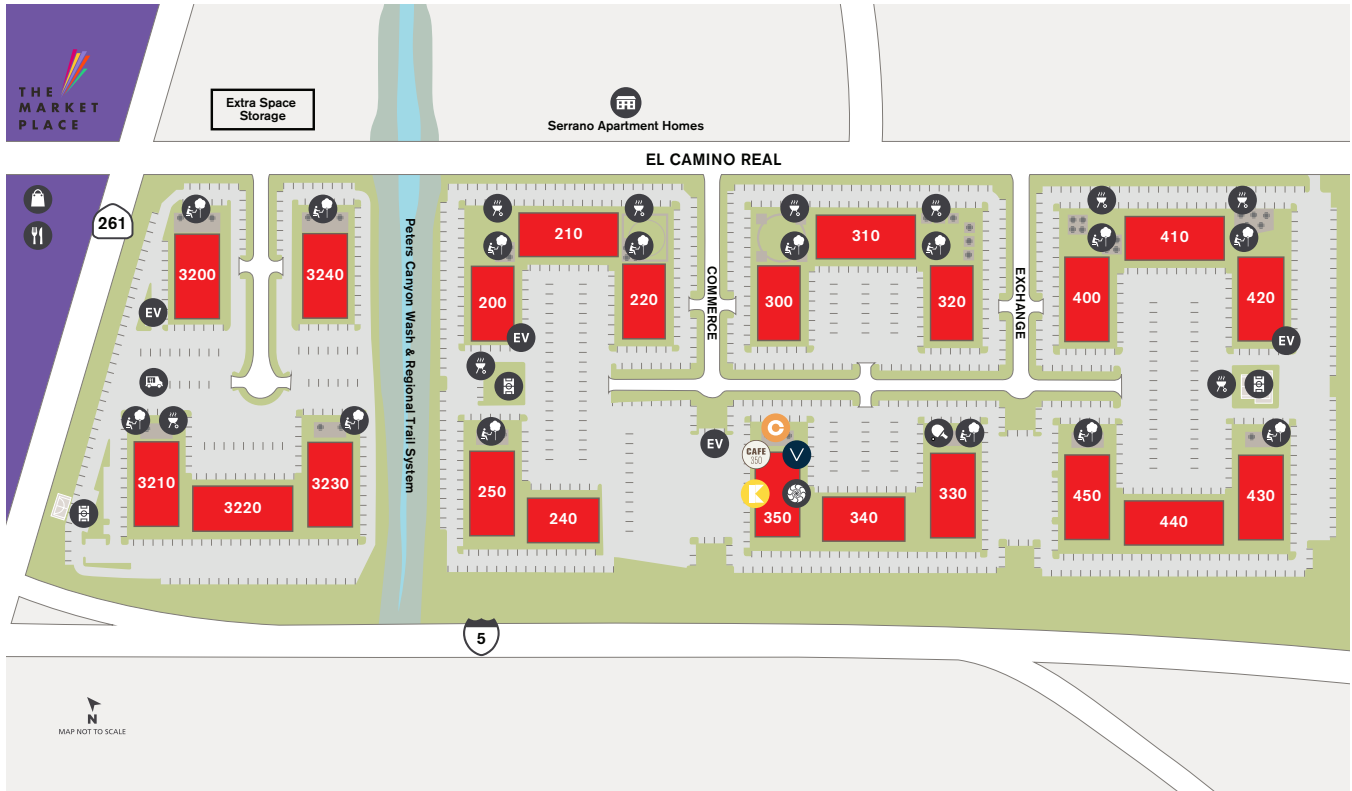 THE
MARKET
PLACE
Extra Space
Storage
Serrano Apartment Homes
EL CAMINO REAL
261
Peters Canyon Wash & Regional Trail System
COMMERCE
EXCHANGE
3200
3240
EV
3210
3220
3230
210
200
220
EV
250
240
310
300
320
EV
C
CAFE
350
V
K
350
340
330
410
400
420
EV
450
440
430
5
N
MAP NOT TO SCALE